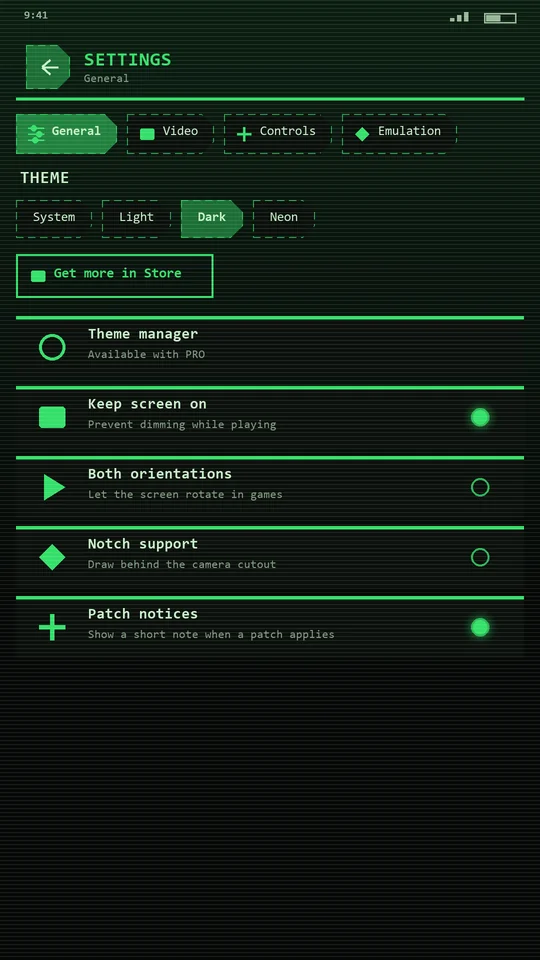 9:41
SETTINGS
General
General
Video
Controls
Emulation
THEME
System
Light
Dark
Neon
Get more in Store
Theme manager
Available with PRO
Keep screen on
Prevent dimming while playing
Both orientations
Let the screen rotate in games
Notch support
Draw behind the camera cutout
Patch notices
Show a short note when a patch applies